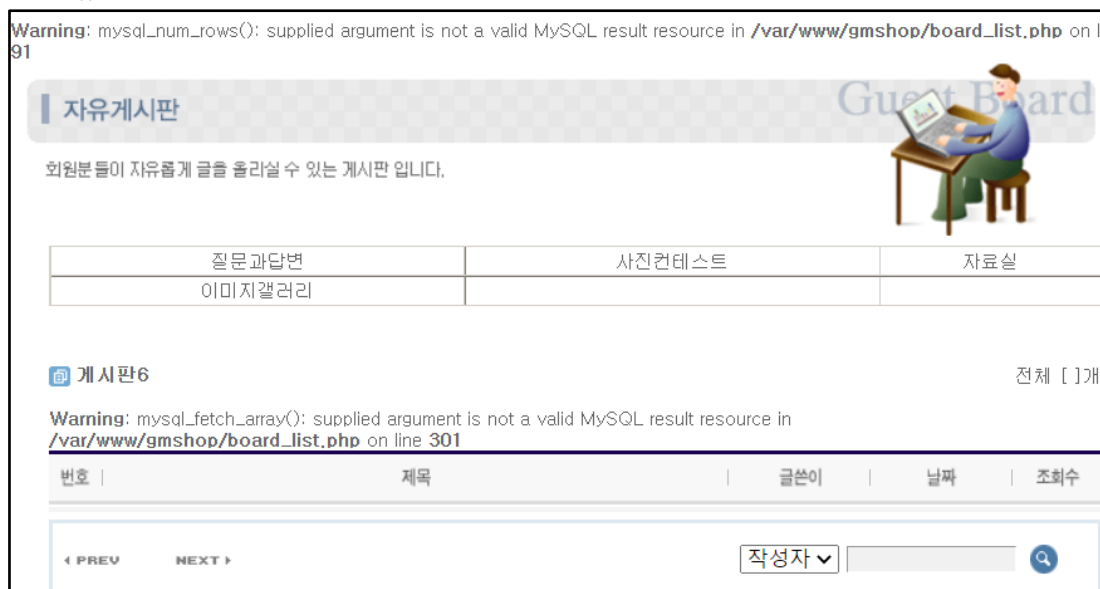 Warning: mysql_num_rows(): supplied argument is not a valid MySQL result resource in /var/www/gmshop/board_list.php on l
91
자유게시판
Guest Board
회원분들이 자유롭게 글을 올리실 수 있는 게시판 입니다.
질문과답변 사진컨테스트 자료실
이미지갤러리
게시판6 전체 [ ]개
Warning: mysql_fetch_array(): supplied argument is not a valid MySQL result resource in
/var/www/gmshop/board_list.php on line 301
번호 | 제목 | 글쓴이 | 날짜 | 조회수
PREV NEXT 작성자